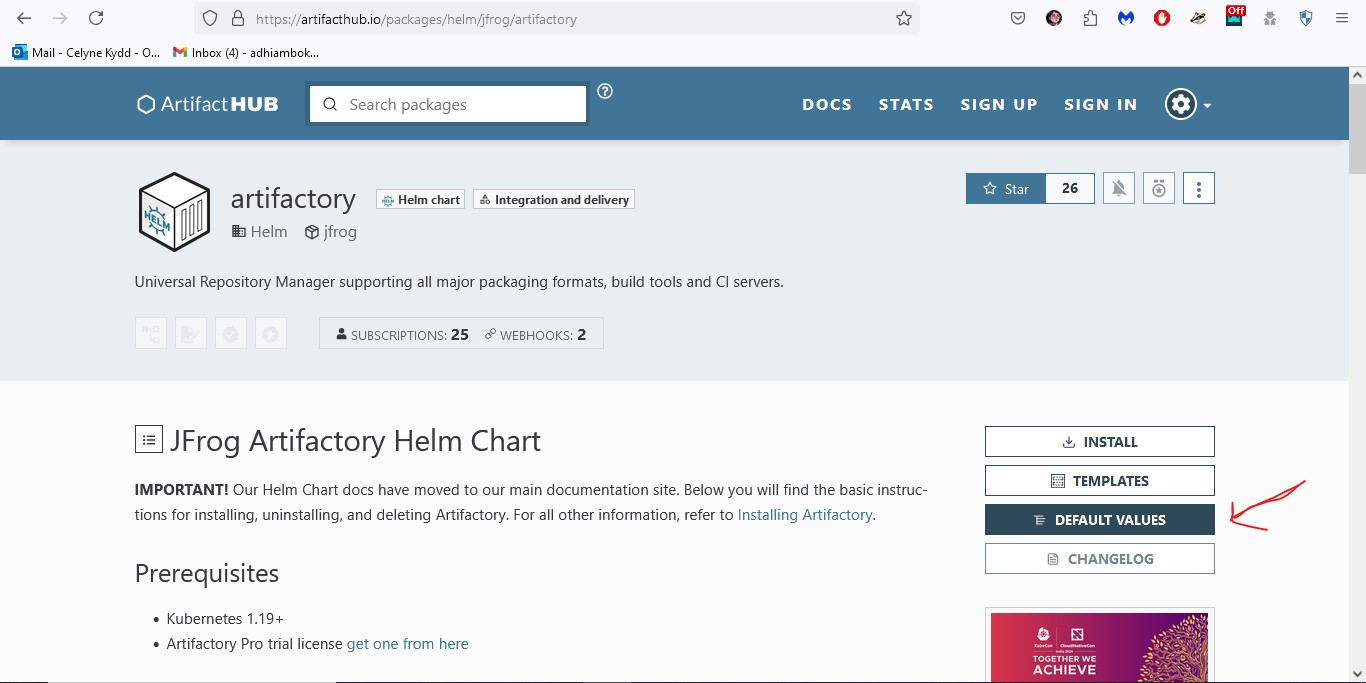 https://artifacthub.io/packages/helm/jfrog/artifactory
Off
Mail - Celyne Kydd - O... Inbox (4) - adhiambok...
Artifact HUB
Search packages
DOCS STATS SIGN UP SIGN IN
artifactory
Helm chart
Integration and delivery
Helm jfrog
HELM
Star 26
Universal Repository Manager supporting all major packaging formats, build tools and CI servers.
SUBSCRIPTIONS: 25 WEBHOOKS: 2
JFrog Artifactory Helm Chart
IMPORTANT! Our Helm Chart docs have moved to our main documentation site. Below you will find the basic instruc-
tions for installing, uninstalling, and deleting Artifactory. For all other information, refer to Installing Artifactory.
Prerequisites
• Kubernetes 1.19+
• Artifactory Pro trial license get one from here
INSTALL
TEMPLATES
DEFAULT VALUES
CHANGELOG
KubeCon CloudNativeCon
TOGETHER WE
ACHIEVE